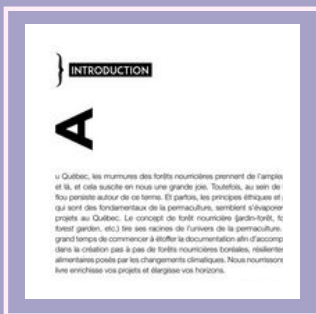 INTRODUCTION
A
u Québec, les murmures des forêts nourricières prennent de l'ample
et là, et cela suscite en nous une grande joie. Toutefois, au sein de
flou persiste autour de ce terme. Et parfois, les principes éthiques et
qui sont des fondamentaux de la permaculture, semblent s'évaporer
projets au Québec. Le concept de forêt nourricière (jardin-forêt, fo
forest garden, etc.) tire ses racines de l'univers de la permaculture.
grand temps de commencer à étoffer la documentation afin d'accomp
dans la création pas à pas de forêts nourricières boréales, résilientes
alimentaires posés par les changements climatiques. Nous nourrissons
livre enrichisse vos projets et élargisse vos horizons.